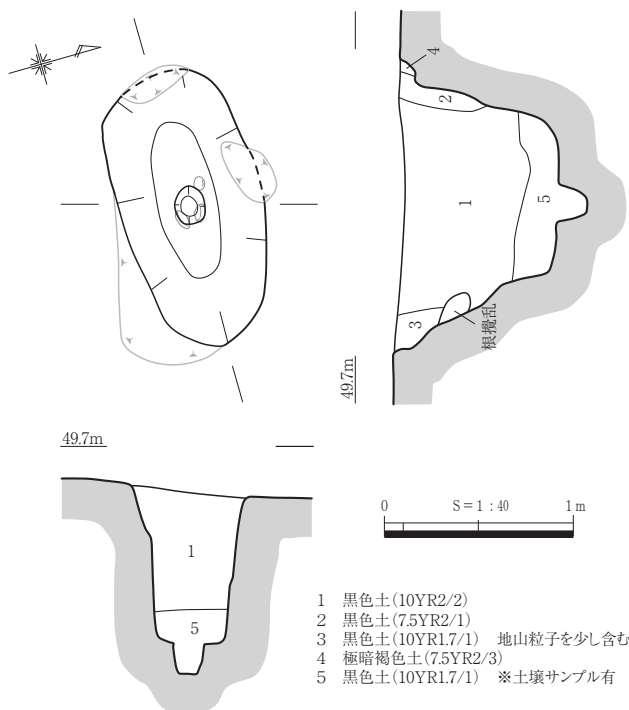 4
2
1
5
3
根攪乱
49.7m
49.7m
1
5
0 S=1:40 1m
1 黒色土(10YR2/2)
2 黒色土(7.5YR2/1)
3 黒色土(10YR1.7/1) 地山粒子を少し含む
4 極暗褐色土(7.5YR2/3)
5 黒色土(10YR1.7/1) ※土壌サンプル有